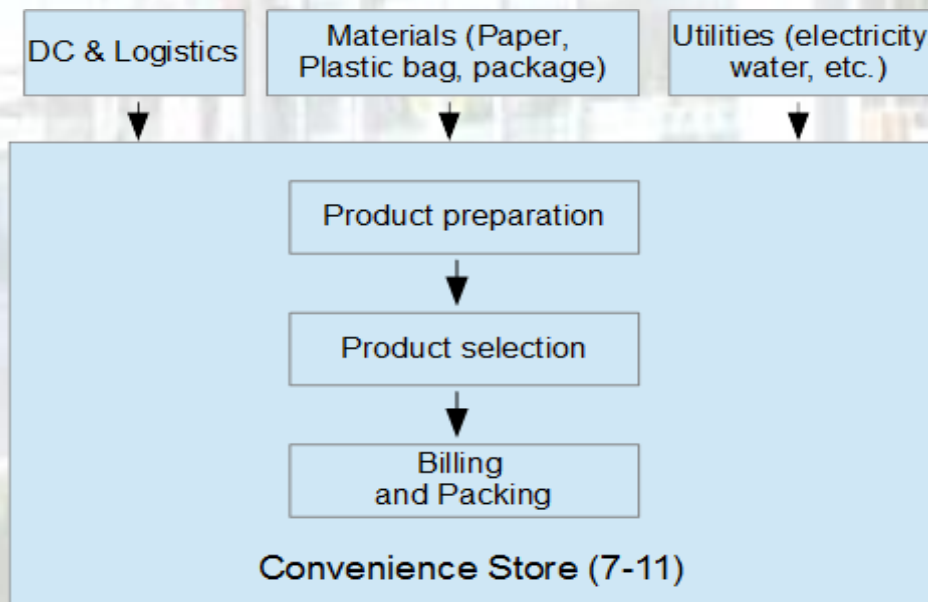 DC & Logistics
Materials (Paper,
Plastic bag, package)
Utilities (electricity
water, etc.)
Product preparation
Product selection
Billing
and Packing
Convenience Store (7-11)